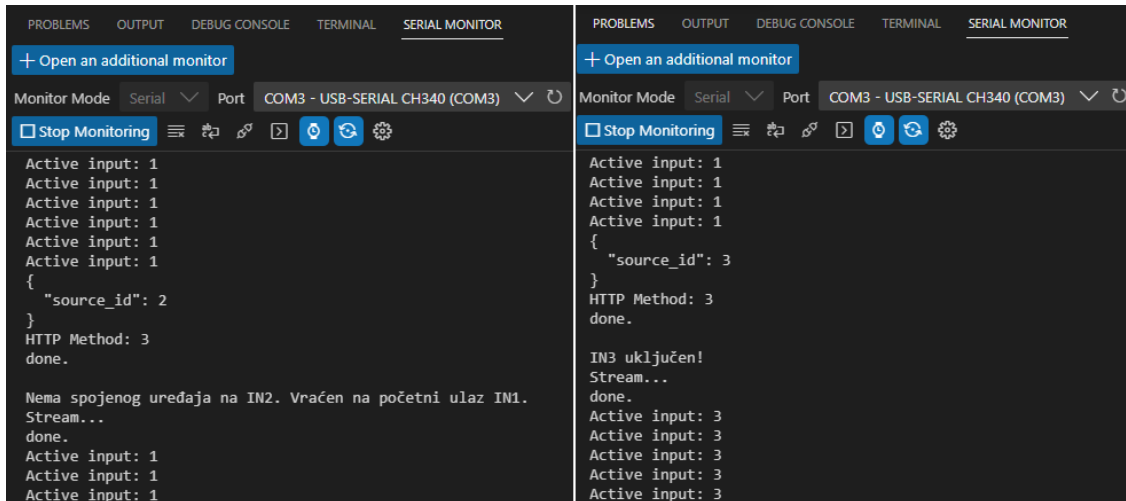 PROBLEMS OUTPUT DEBUG CONSOLE TERMINAL SERIAL MONITOR
+ Open an additional monitor
Monitor Mode Serial Port COM3 - USB-SERIAL CH340 (COM3)
Stop Monitoring
Active input: 1
Active input: 1
Active input: 1
Active input: 1
Active input: 1
Active input: 1
{
  "source_id": 2
}
HTTP Method: 3
done.

Nema spojenog uređaja na IN2. Vraćen na početni ulaz IN1.
Stream...
done.
Active input: 1
Active input: 1
Active input: 1
PROBLEMS OUTPUT DEBUG CONSOLE TERMINAL SERIAL MONITOR
+ Open an additional monitor
Monitor Mode Serial Port COM3 - USB-SERIAL CH340 (COM3)
Stop Monitoring
Active input: 1
Active input: 1
Active input: 1
Active input: 1
{
  "source_id": 3
}
HTTP Method: 3
done.

IN3 uključen!
Stream...
done.
Active input: 3
Active input: 3
Active input: 3
Active input: 3
Active input: 3